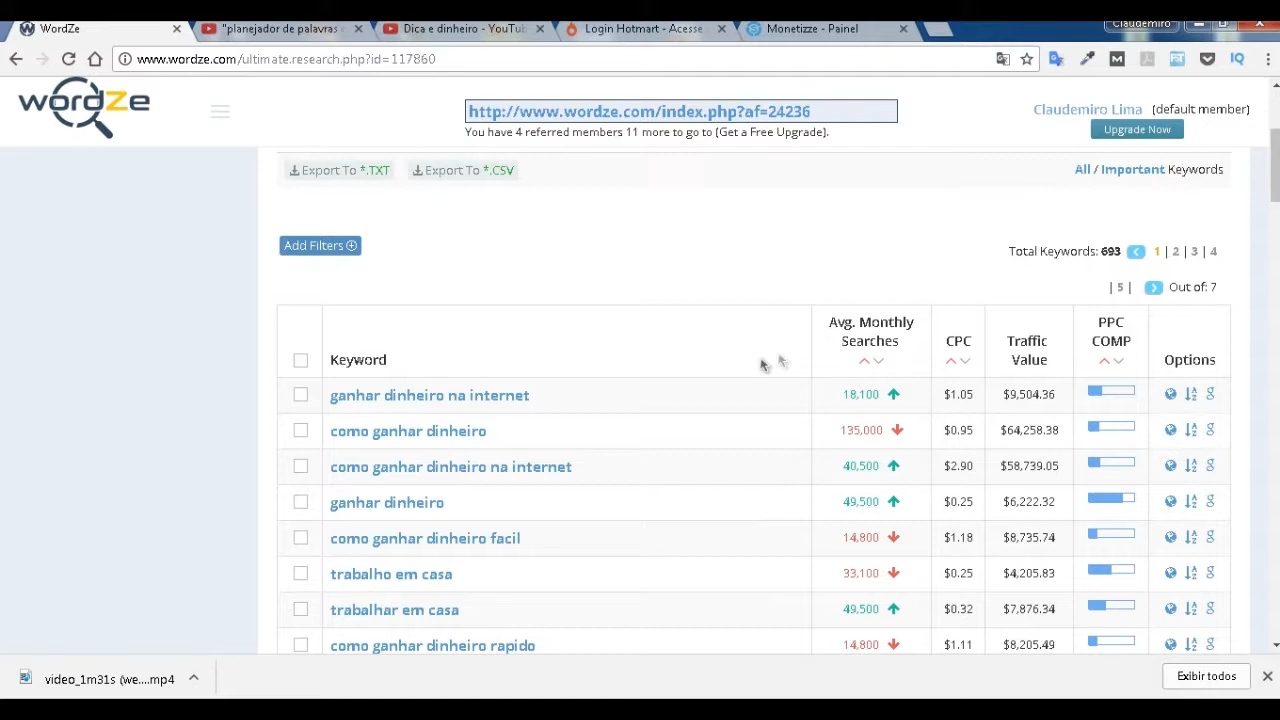 WordZe
"planejador de palavras
Dica e dinheiro - YouTub
Login Hotmart - Acesse
Monetizze - Painel
Claudemiro
www.wordze.com/ultimate.research.php?id=117860
wordze
http://www.wordze.com/index.php?af=24236
You have 4 referred members 11 more to go [Get a Free Upgrade].
Claudemiro Lima (default member)
Upgrade Now
Export To *.TXT
Export To *.CSV
All / Important Keywords
Add Filters
Total Keywords: 693 1 | 2 | 3 | 4
| 5 | Out of: 7
Keyword
Avg. Monthly
Searches
CPC
Traffic
Value
PPC
COMP
Options
ganhar dinheiro na internet 18,100 $1.05 $9,504.36
como ganhar dinheiro 135,000 $0.95 $64,258.38
como ganhar dinheiro na internet 40,500 $2.90 $58,739.05
ganhar dinheiro 49,500 $0.25 $6,222.32
como ganhar dinheiro facil 14,800 $1.18 $8,735.74
trabalho em casa 33,100 $0.25 $4,205.83
trabalhar em casa 49,500 $0.32 $7,876.34
como ganhar dinheiro rapido 14,800 $1.11 $8,205.49
video_1m31s (we....mp4
Exibir todos